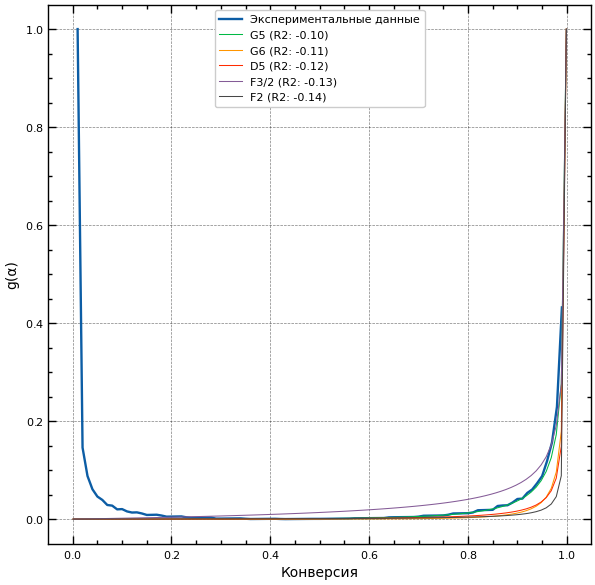 Экспериментальные данные
G5 (R2: -0.10)
G6 (R2: -0.11)
D5 (R2: -0.12)
F3/2 (R2: -0.13)
F2 (R2: -0.14)
1.0
0.8
0.6
0.4
0.2
0.0
g(α)
0.0 0.2 0.4 0.6 0.8 1.0
Конверсия